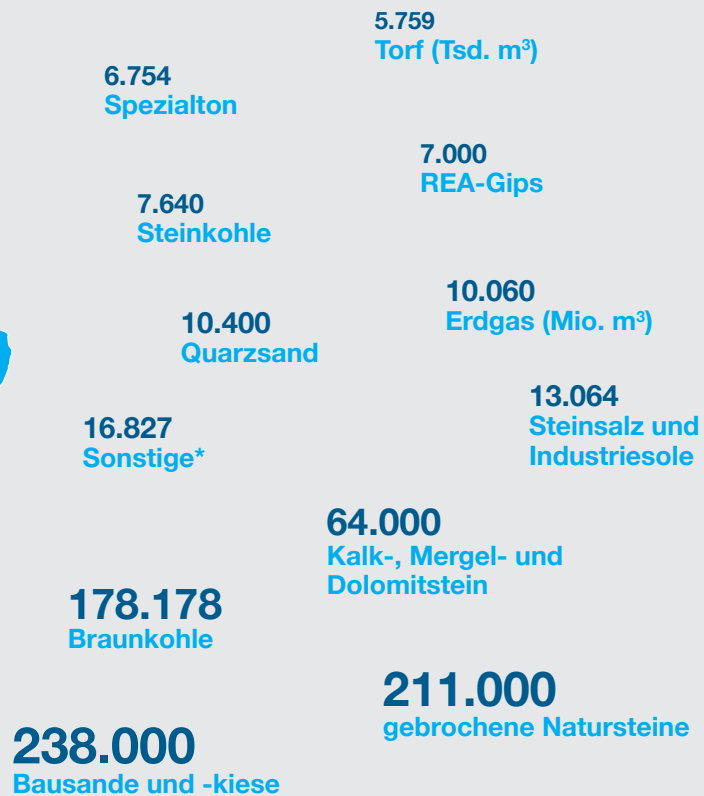 5.759
Torf (Tsd. m³)
6.754
Spezialton
7.000
REA-Gips
7.640
Steinkohle
10.060
Erdgas (Mio. m³)
10.400
Quarzsand
13.064
Steinsalz und
Industriesole
16.827
Sonstige*
64.000
Kalk-, Mergel- und
Dolomitstein
178.178
Braunkohle
211.000
gebrochene Natursteine
238.000
Bausande und -kiese